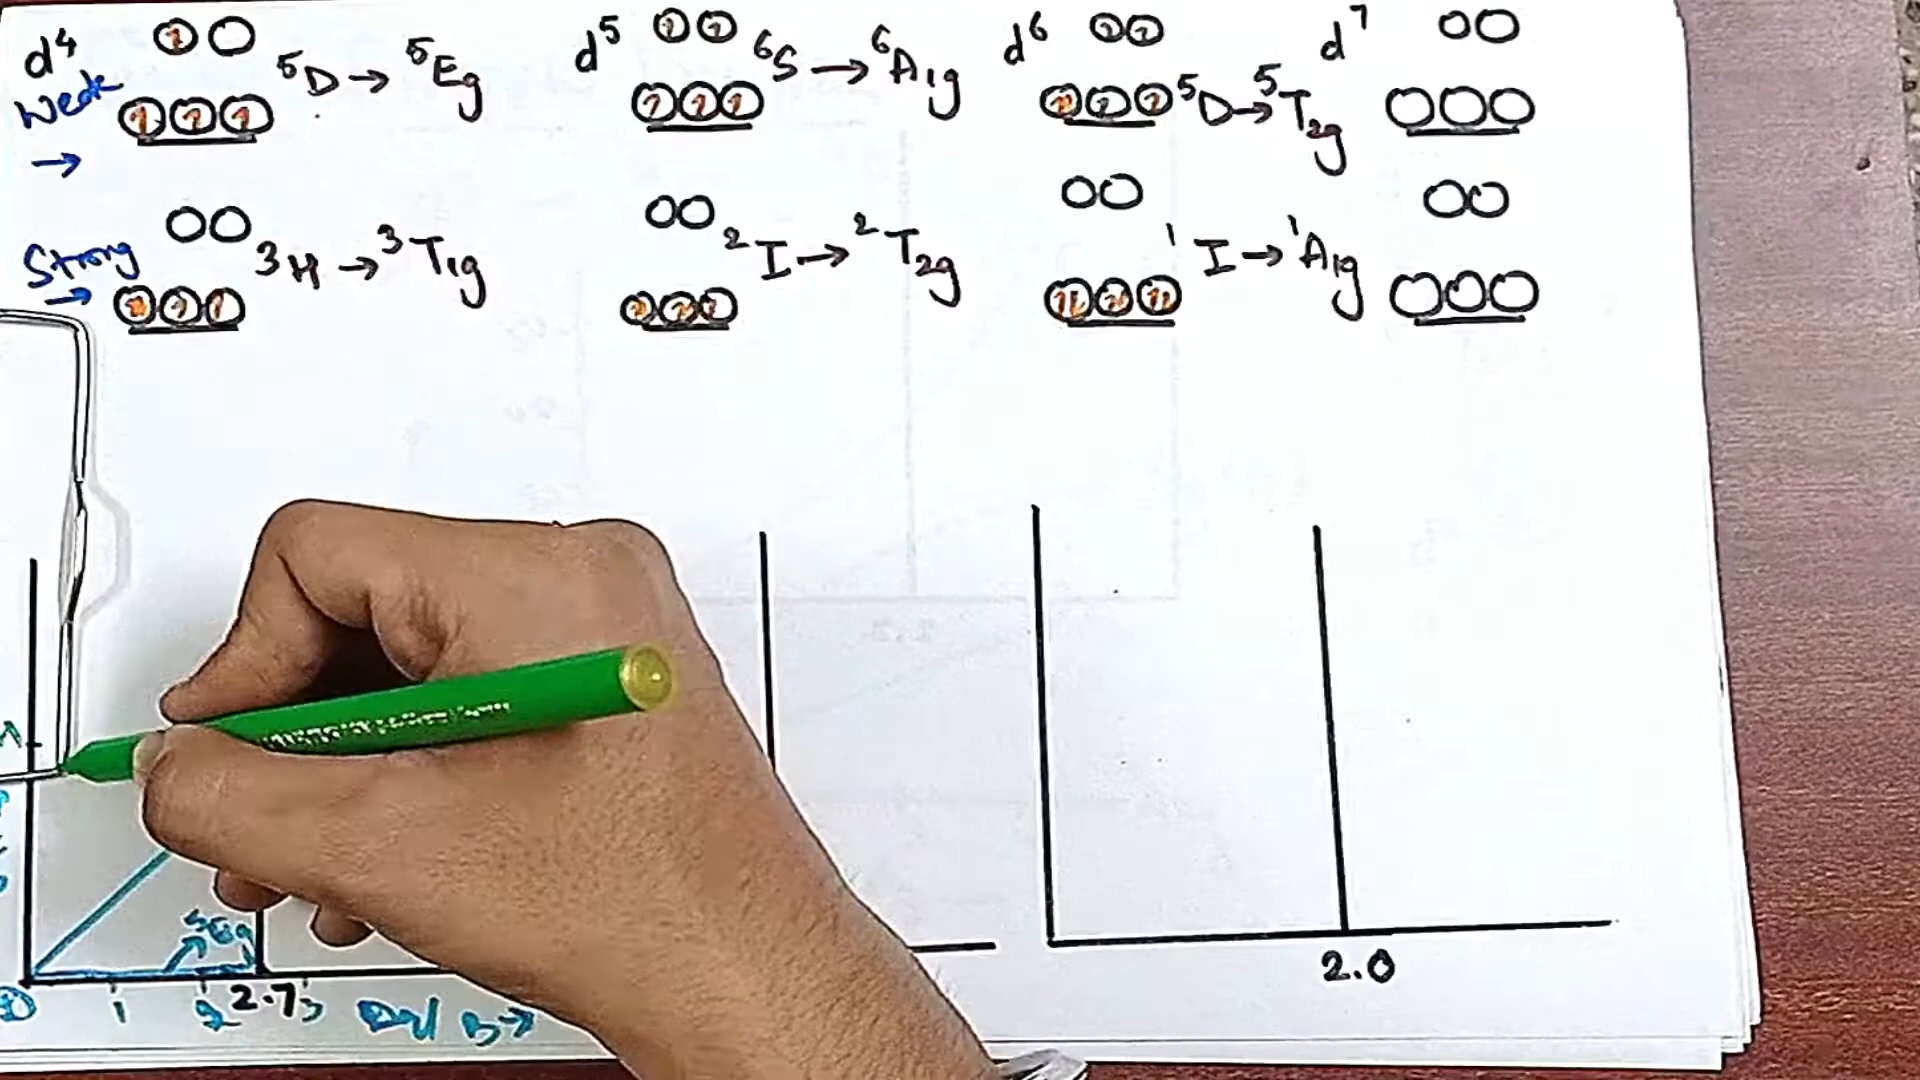 d⁴ ⁵D → ⁵Eg d⁵ ⁶S → ⁶A₁g d⁶ ⁵D → ⁵T₂g d⁷
Weak →
Strong → ³H → ³T₁g ²I → ²T₂g ¹I → ¹A₁g
⁵Eg
1 2 2.7 3
2.0